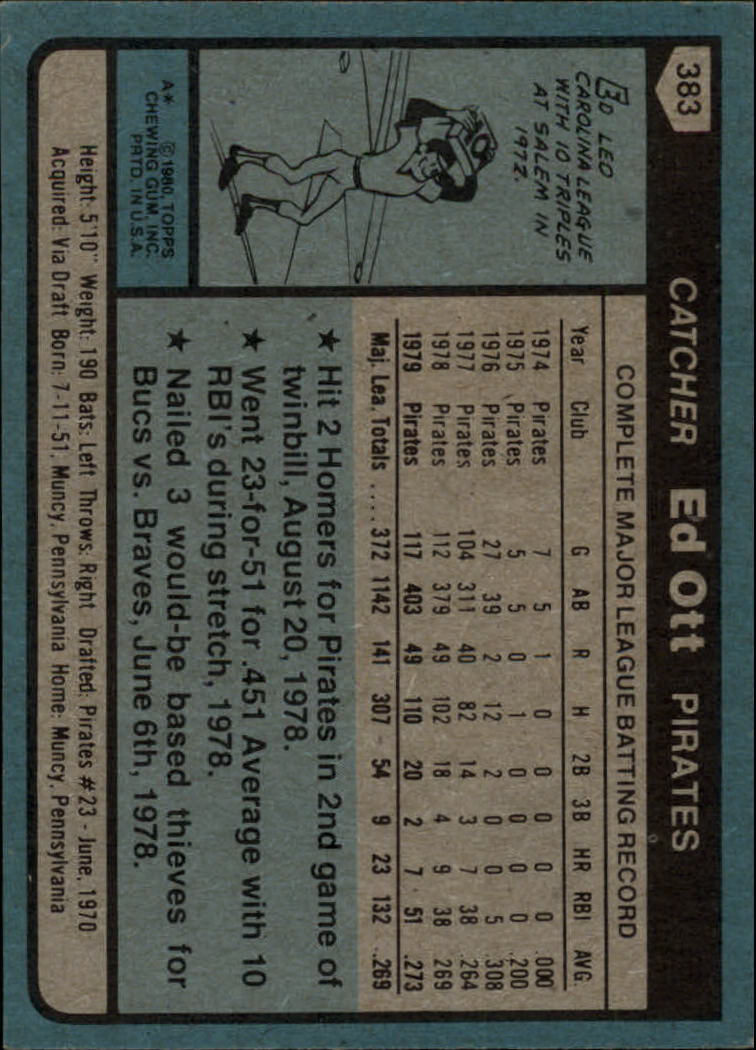 383
CATCHER Ed Ott PIRATES
ED LED
CAROLINA LEAGUE
WITH 10 TRIPLES
AT SALEM IN
1972.
A* ©1980, TOPPS
CHEWING GUM, INC.
PRTD. IN U.S.A.
COMPLETE MAJOR LEAGUE BATTING RECORD
Year Club G AB R H 2B 3B HR RBI AVG.
1974 Pirates 7 5 1 0 0 0 0 0 .000
1975 Pirates 5 5 0 1 0 0 0 0 .200
1976 Pirates 27 39 2 12 2 0 0 5 .308
1977 Pirates 104 311 40 82 14 3 7 38 .264
1978 Pirates 112 379 49 102 18 4 9 38 .269
1979 Pirates 117 403 49 110 20 2 7 51 .273
Maj. Lea. Totals .... 372 1142 141 307 54 9 23 132 .269
★ Hit 2 Homers for Pirates in 2nd game of
twinbill, August 20, 1978.
★ Went 23-for-51 for .451 Average with 10
RBI's during stretch, 1978.
★ Nailed 3 would-be based thieves for
Bucs vs. Braves, June 6th, 1978.
Height: 5'10" Weight: 190 Bats: Left Throws: Right Drafted: Pirates #23 - June, 1970
Acquired: Via Draft Born: 7-11-51, Muncy, Pennsylvania Home: Muncy, Pennsylvania